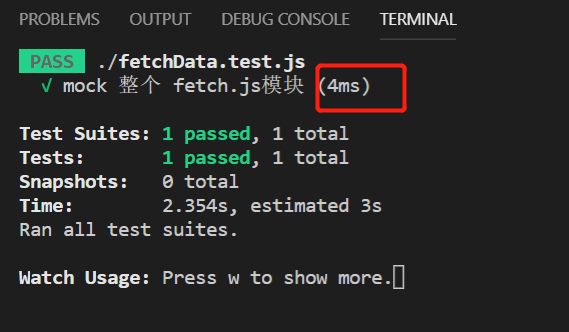 PROBLEMS OUTPUT DEBUG CONSOLE TERMINAL
PASS ./fetchData.test.js
√ mock 整个 fetch.js模块 (4ms)
Test Suites: 1 passed, 1 total
Tests: 1 passed, 1 total
Snapshots: 0 total
Time: 2.354s, estimated 3s
Ran all test suites.
Watch Usage: Press w to show more.